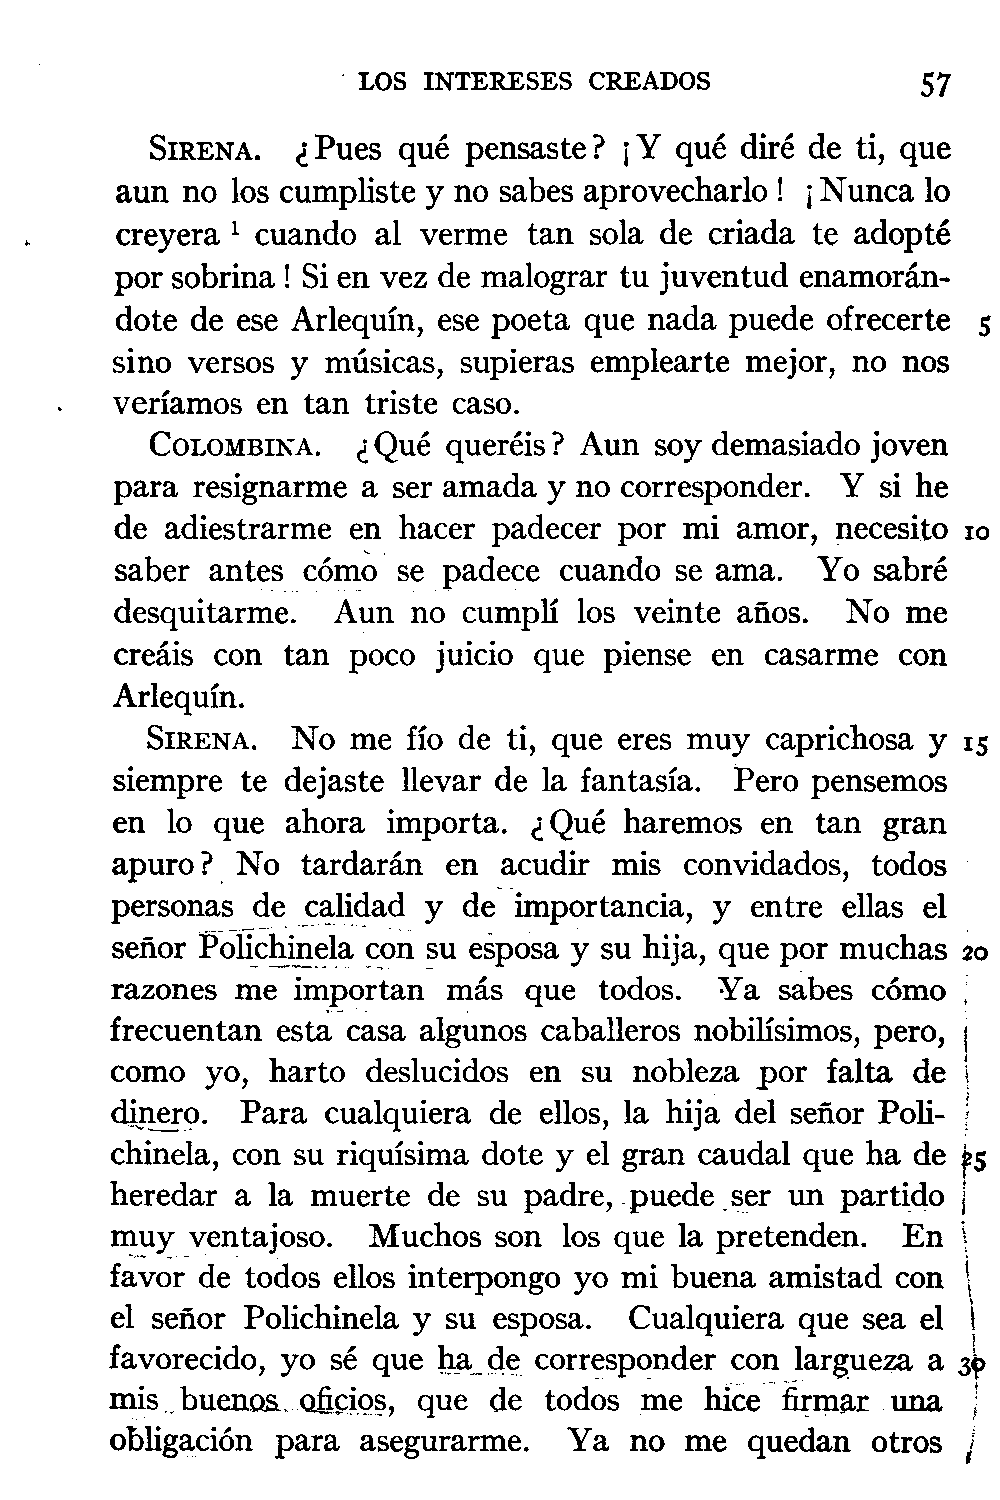 LOS INTERESES CREADOS 57
SIRENA. ¿Pues qué pensaste? ¡Y qué diré de ti, que
aun no los cumpliste y no sabes aprovecharlo! ¡Nunca lo
creyera ¹ cuando al verme tan sola de criada te adopté
por sobrina! Si en vez de malograr tu juventud enamorán-
dote de ese Arlequín, ese poeta que nada puede ofrecerte 5
sino versos y músicas, supieras emplearte mejor, no nos
veríamos en tan triste caso.
COLOMBINA. ¿Qué queréis? Aun soy demasiado joven
para resignarme a ser amada y no corresponder. Y si he
de adiestrarme en hacer padecer por mi amor, necesito 10
saber antes cómo se padece cuando se ama. Yo sabré
desquitarme. Aun no cumplí los veinte años. No me
creáis con tan poco juicio que piense en casarme con
Arlequín.
SIRENA. No me fío de ti, que eres muy caprichosa y 15
siempre te dejaste llevar de la fantasía. Pero pensemos
en lo que ahora importa. ¿Qué haremos en tan gran
apuro? No tardarán en acudir mis convidados, todos
personas de calidad y de importancia, y entre ellas el
señor Polichinela con su esposa y su hija, que por muchas 20
razones me importan más que todos. Ya sabes cómo
frecuentan esta casa algunos caballeros nobilísimos, pero,
como yo, harto deslucidos en su nobleza por falta de
dinero. Para cualquiera de ellos, la hija del señor Poli-
chinela, con su riquísima dote y el gran caudal que ha de 25
heredar a la muerte de su padre, puede ser un partido
muy ventajoso. Muchos son los que la pretenden. En
favor de todos ellos interpongo yo mi buena amistad con
el señor Polichinela y su esposa. Cualquiera que sea el
favorecido, yo sé que ha de corresponder con largueza a 30
mis buenos oficios, que de todos me hice firmar una
obligación para asegurarme. Ya no me quedan otros